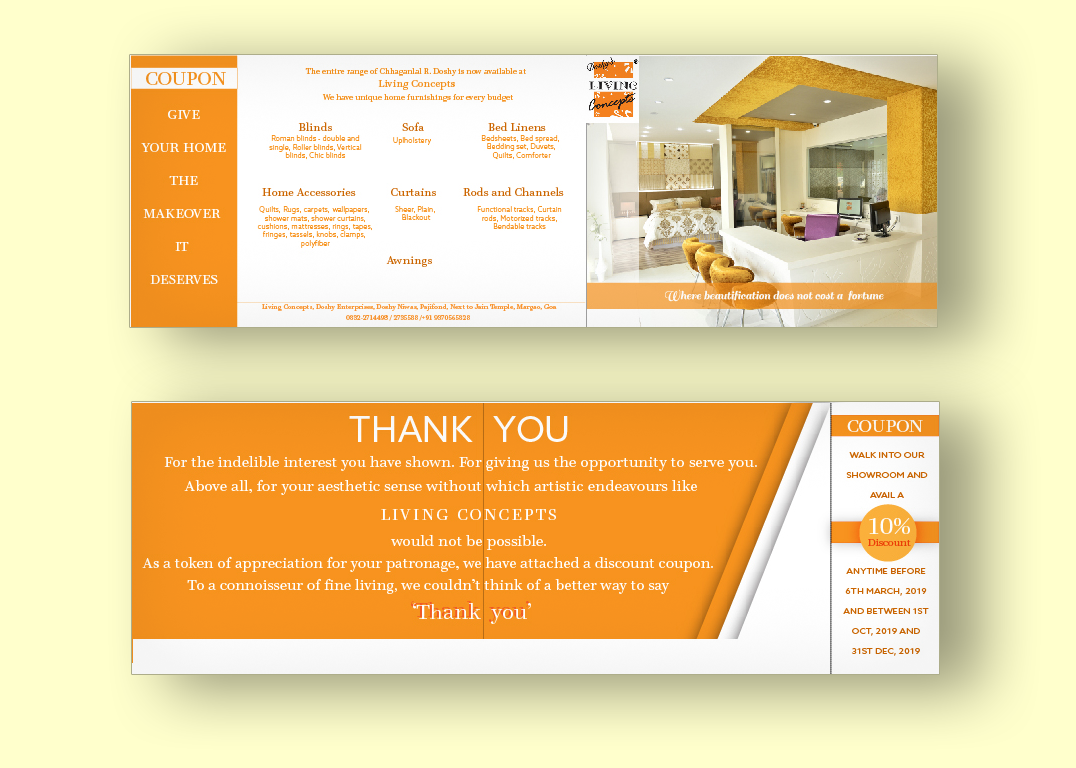 COUPON
GIVE
YOUR HOME
THE
MAKEOVER
IT
DESERVES
The entire range of Chhaganlal R. Doshy is now available at
Living Concepts
We have unique home furnishings for every budget
Blinds
Roman blinds - double and
single, Roller blinds, Vertical
blinds, Chic blinds
Sofa
Upholstery
Bed Linens
Bedsheets, Bed spread,
Bedding set, Duvets,
Quilts, Comforter
Home Accessories
Quilts, Rugs, carpets, wallpapers,
shower mats, shower curtains,
cushions, mattresses, rings, tapes,
fringes, tassels, knobs, clamps,
polyfiber
Curtains
Sheer, Plain,
Blackout
Rods and Channels
Functional tracks, Curtain
rods, Motorized tracks,
Bendable tracks
Awnings
Living Concepts, Doshy Enterprises, Doshy Niwas, Pajifond, Next to Jain Temple, Margao, Goa
LIVING
Concepts
Where beautification does not cost a fortune
THANK YOU
For the indelible interest you have shown. For giving us the opportunity to serve you.
Above all, for your aesthetic sense without which artistic endeavours like
LIVING CONCEPTS
would not be possible.
As a token of appreciation for your patronage, we have attached a discount coupon.
To a connoisseur of fine living, we couldn't think of a better way to say
'Thank you'
COUPON
WALK INTO OUR
SHOWROOM AND
AVAIL A
10%
Discount
ANYTIME BEFORE
6TH MARCH, 2019
AND BETWEEN 1ST
OCT, 2019 AND
31ST DEC, 2019